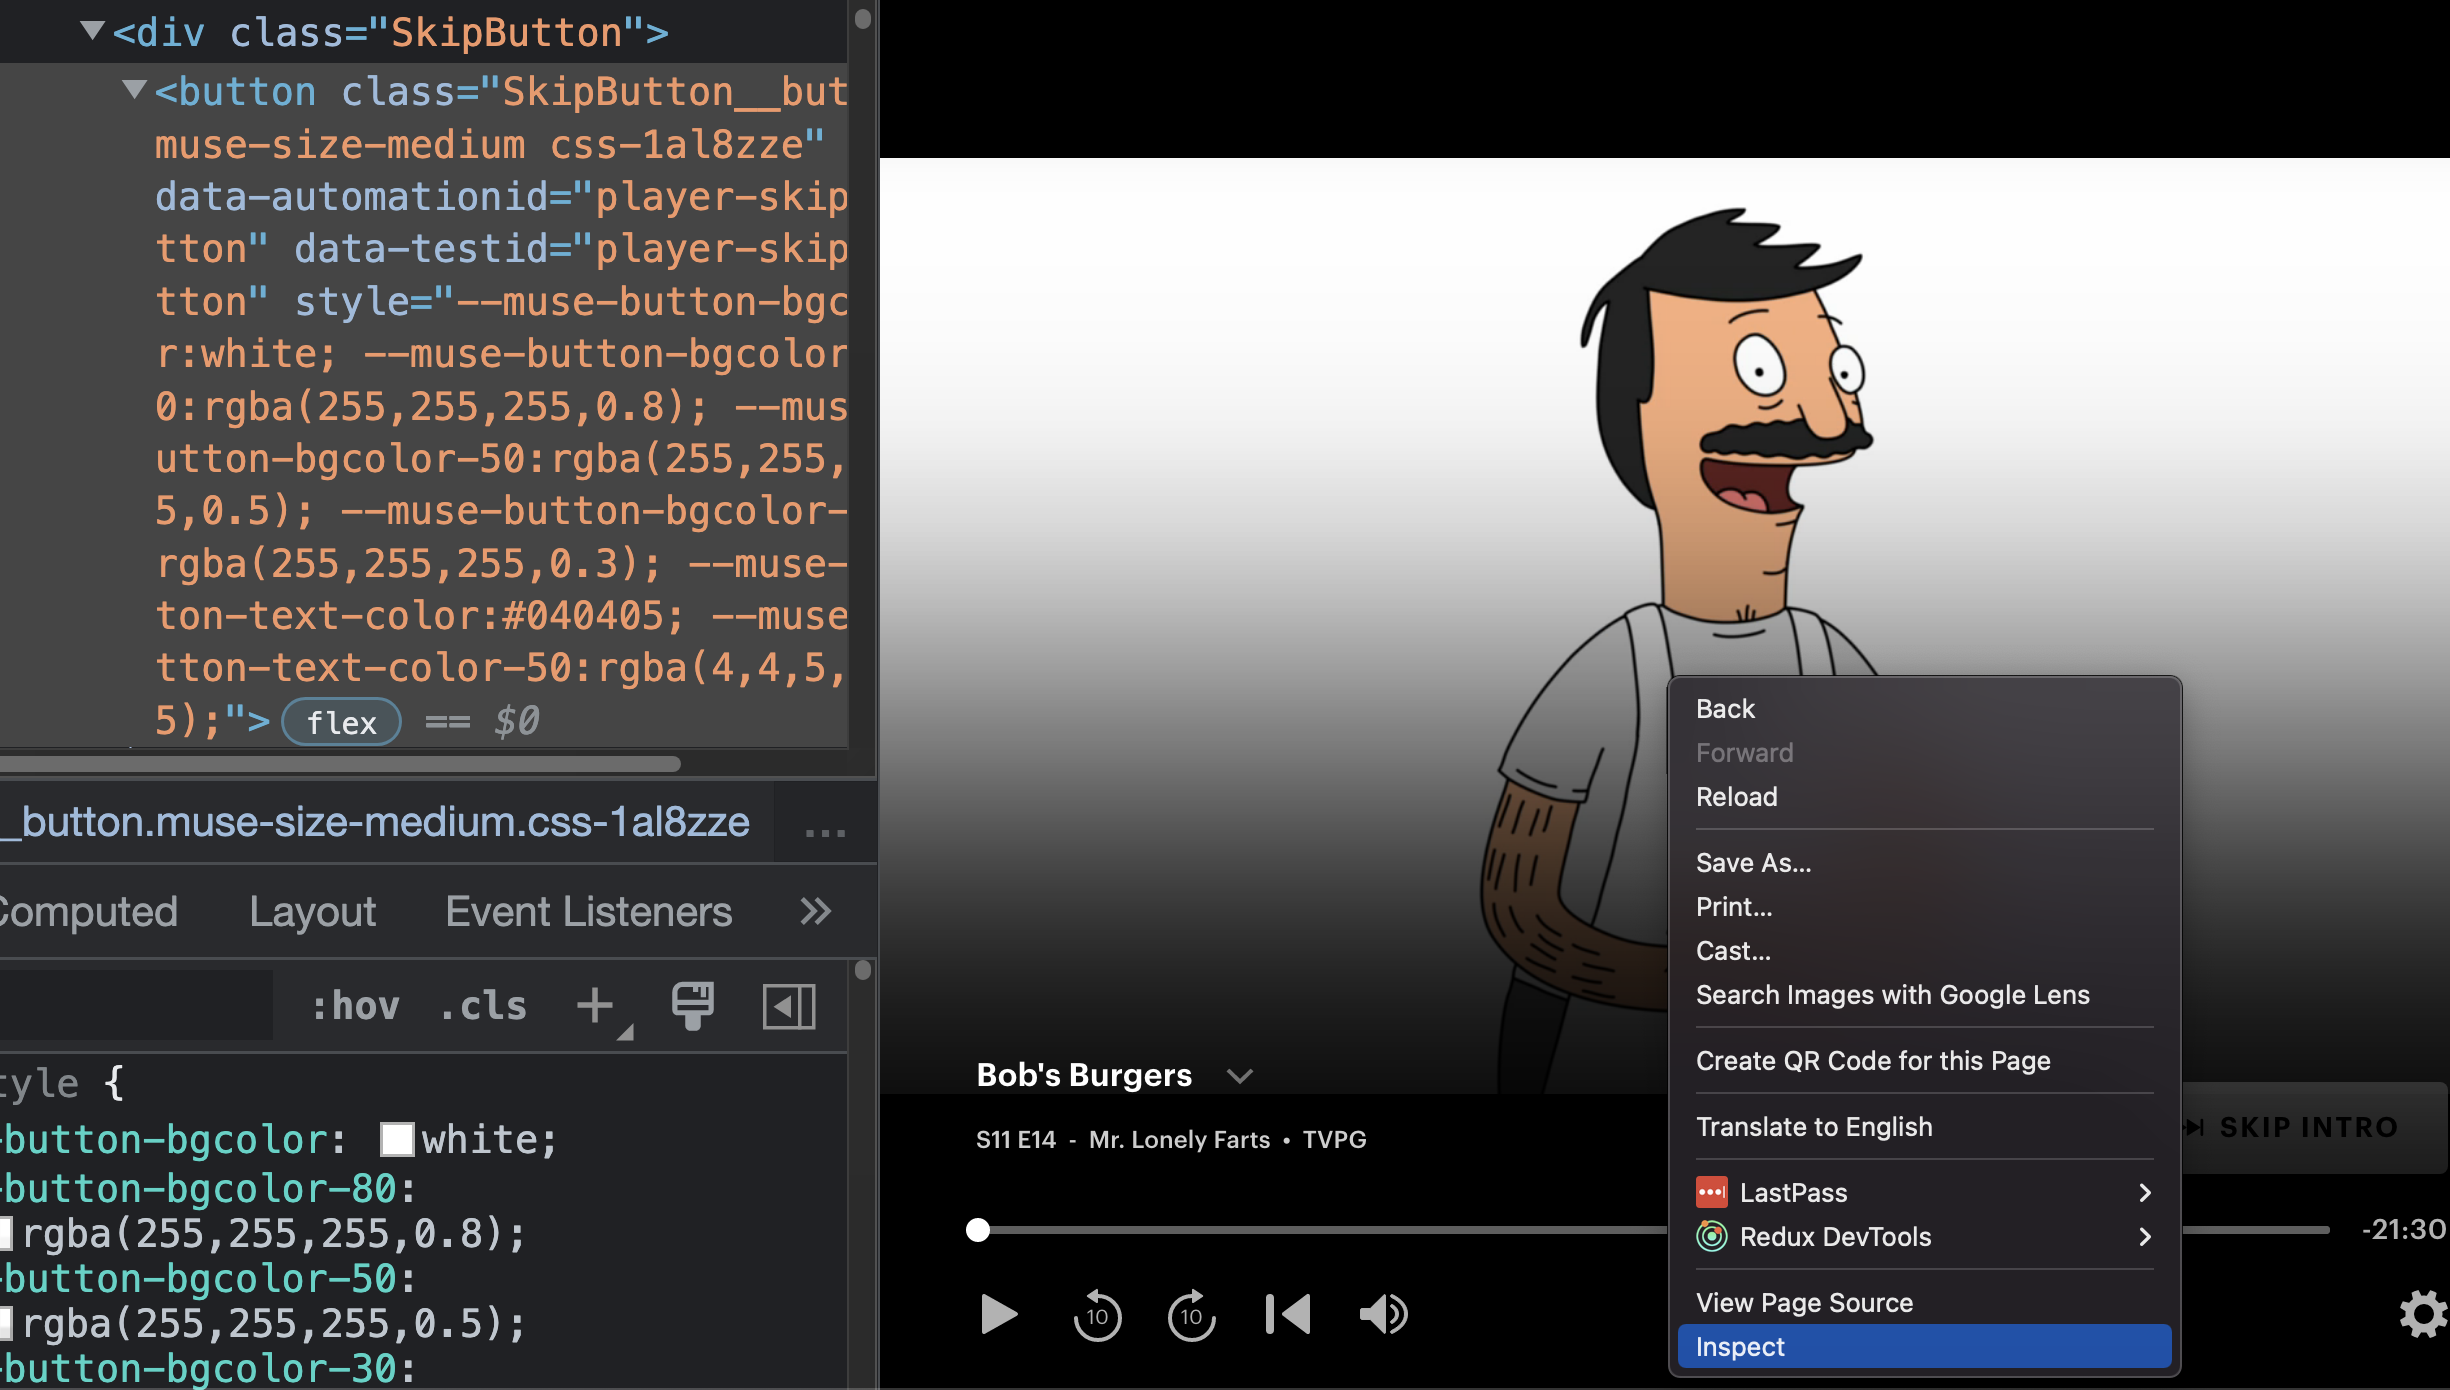 <div class="SkipButton">
<button class="SkipButton__but
muse-size-medium css-1al8zze"
data-automationid="player-skip
tton" data-testid="player-skip
tton" style="--muse-button-bgc
r:white; --muse-button-bgcolor
0:rgba(255,255,255,0.8); --mus
utton-bgcolor-50:rgba(255,255,
5,0.5); --muse-button-bgcolor-
rgba(255,255,255,0.3); --muse-
ton-text-color:#040405; --muse
tton-text-color-50:rgba(4,4,5,
5);"> flex == $0
_button.muse-size-medium.css-1al8zze ...
Computed Layout Event Listeners »
:hov .cls +
tyle {
-button-bgcolor: white;
-button-bgcolor-80:
rgba(255,255,255,0.8);
-button-bgcolor-50:
rgba(255,255,255,0.5);
-button-bgcolor-30:
Back
Forward
Reload
Save As...
Print...
Cast...
Search Images with Google Lens
Create QR Code for this Page
Translate to English
LastPass
Redux DevTools
View Page Source
Inspect
Bob's Burgers
S11 E14 - Mr. Lonely Farts • TVPG
SKIP INTRO
-21:30
10
10